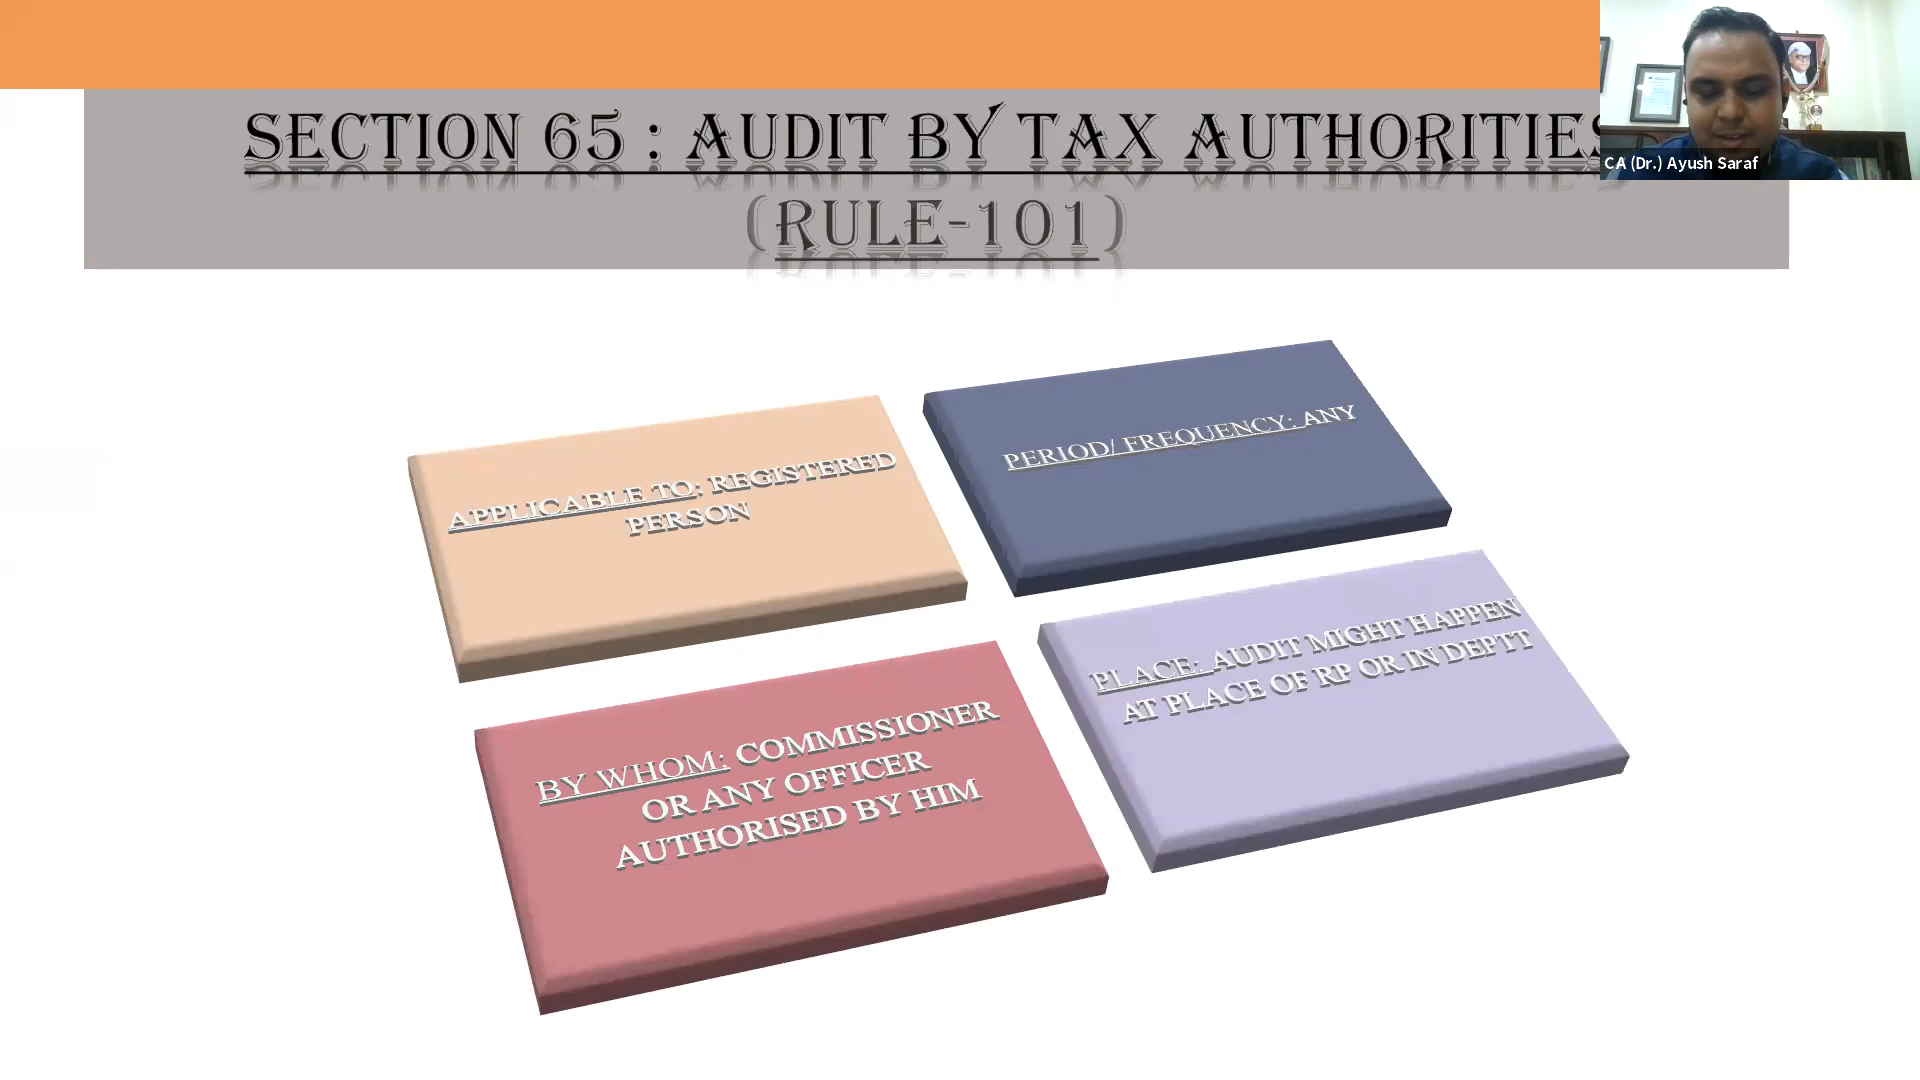 SECTION 65 : AUDIT BY TAX AUTHORITIES
(RULE-101)
CA (Dr.) Ayush Saraf
APPLICABLE TO: REGISTERED
PERSON
PERIOD/ FREQUENCY: ANY
BY WHOM: COMMISSIONER
OR ANY OFFICER
AUTHORISED BY HIM
PLACE: AUDIT MIGHT HAPPEN
AT PLACE OF RP OR IN DEPTT